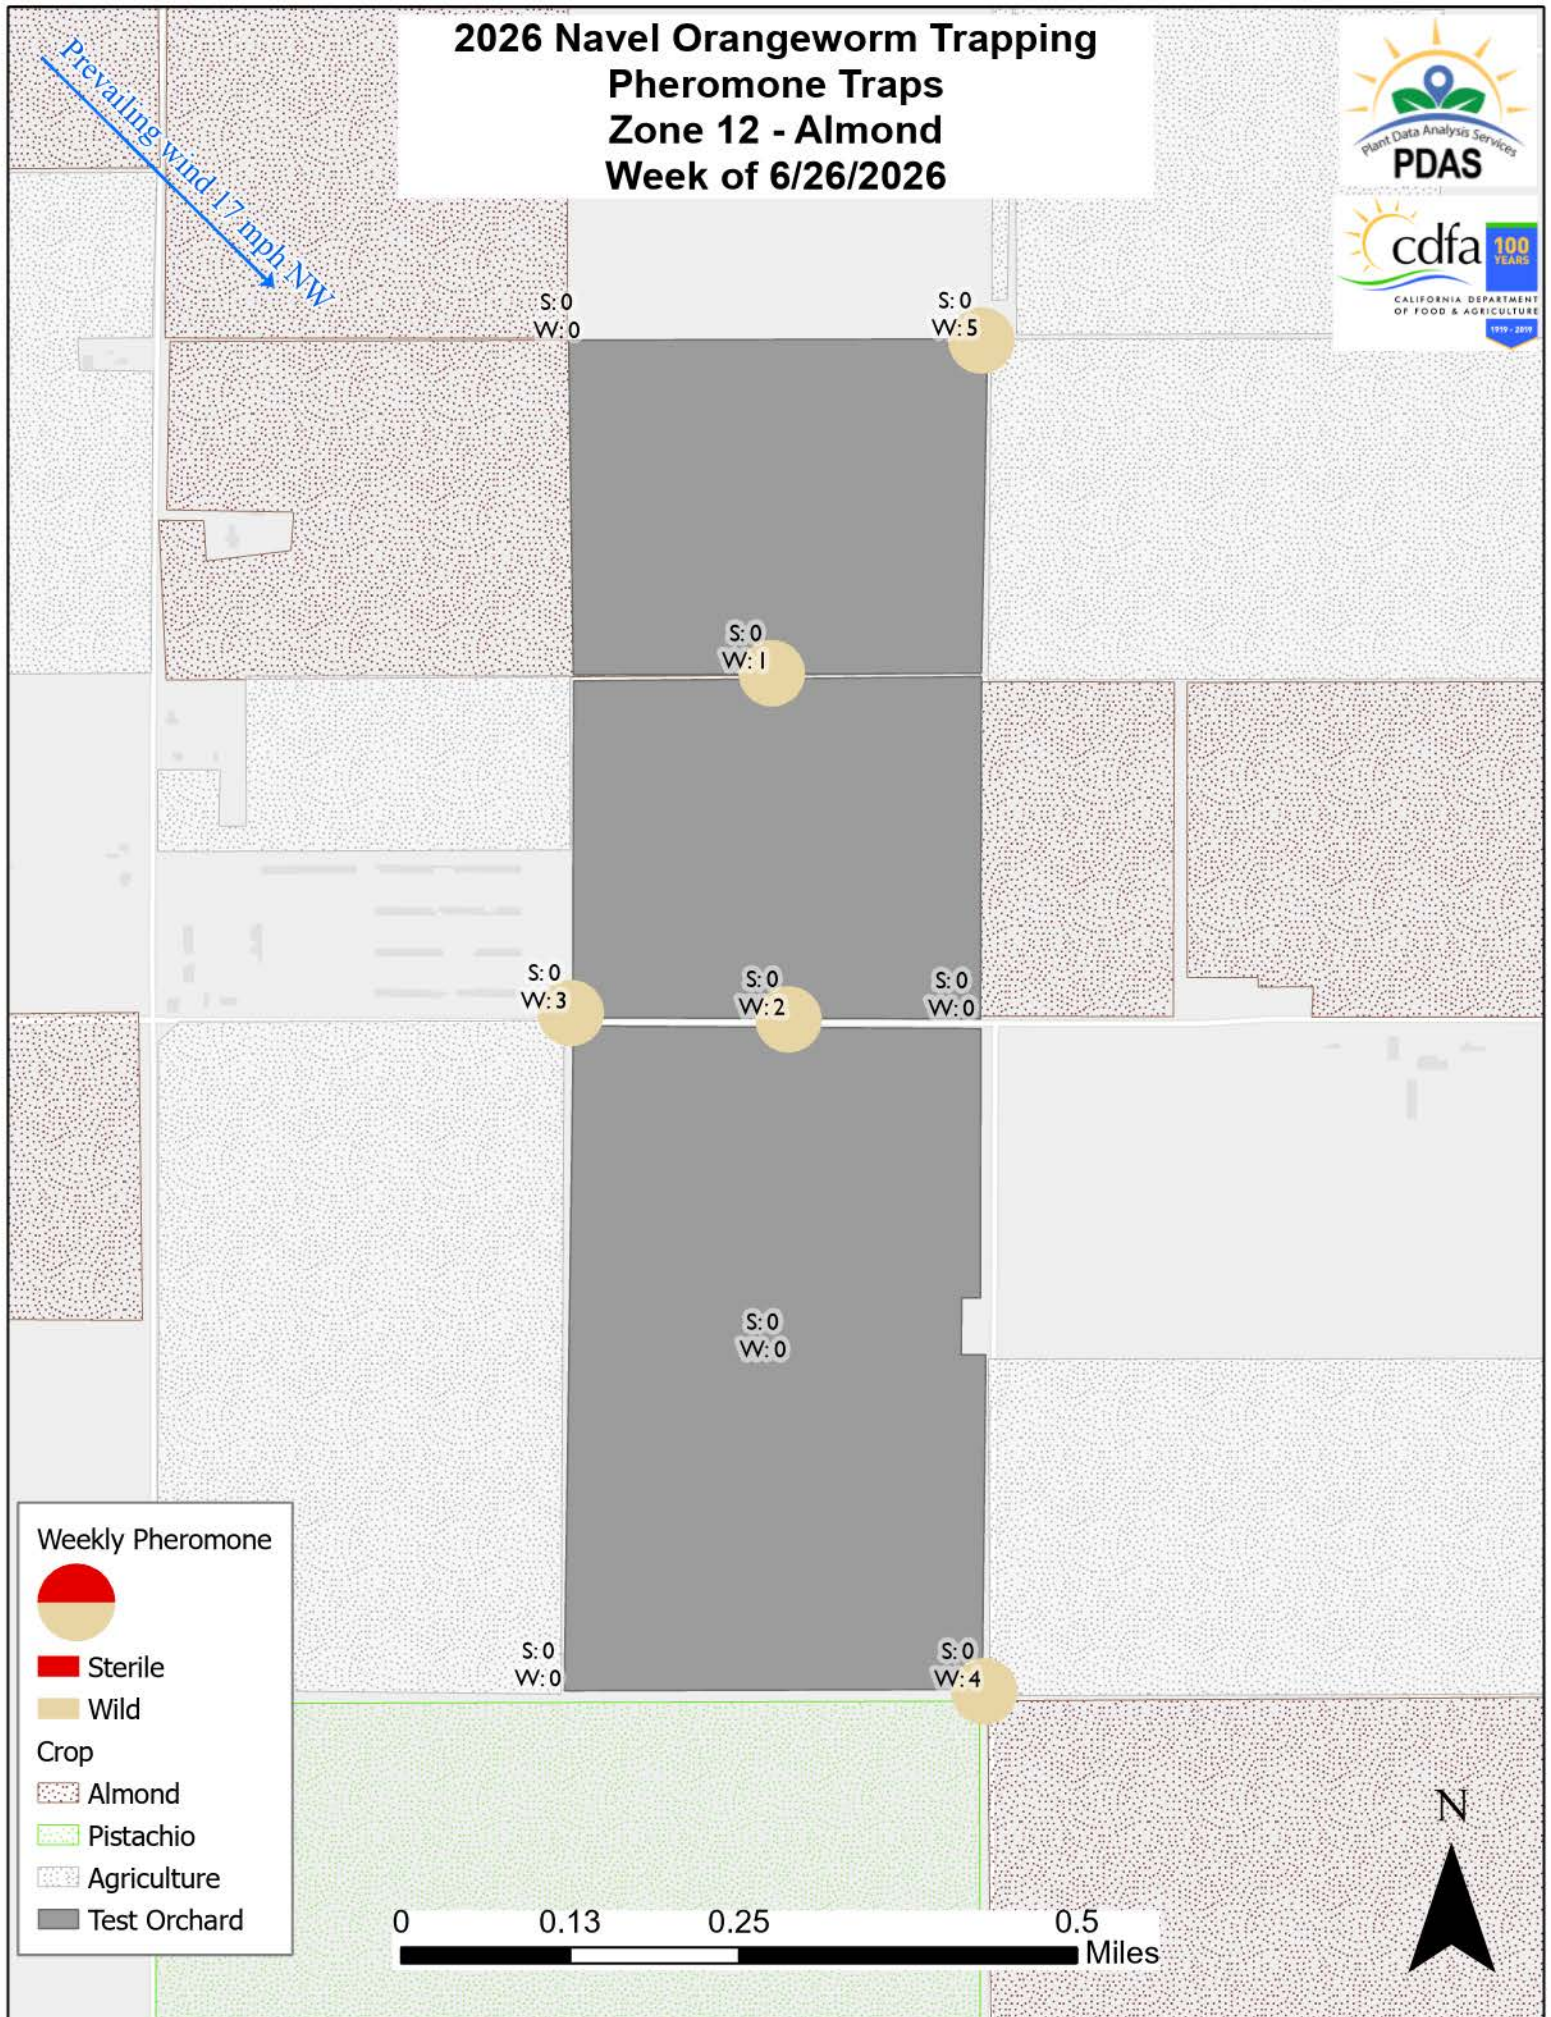 2026 Navel Orangeworm Trapping
Pheromone Traps
Zone 12 - Almond
Week of 6/26/2026
Prevailing wind 17 mph NW
Plant Data Analysis Services
PDAS
cdfa
100
YEARS
CALIFORNIA DEPARTMENT
OF FOOD & AGRICULTURE
1919 - 2019
S: 0
W: 0
S: 0
W: 5
S: 0
W: 1
S: 0
W: 3
S: 0
W: 2
S: 0
W: 0
S: 0
W: 0
S: 0
W: 0
S: 0
W: 4
Weekly Pheromone
Sterile
Wild
Crop
Almond
Pistachio
Agriculture
Test Orchard
0 0.13 0.25 0.5
Miles
N